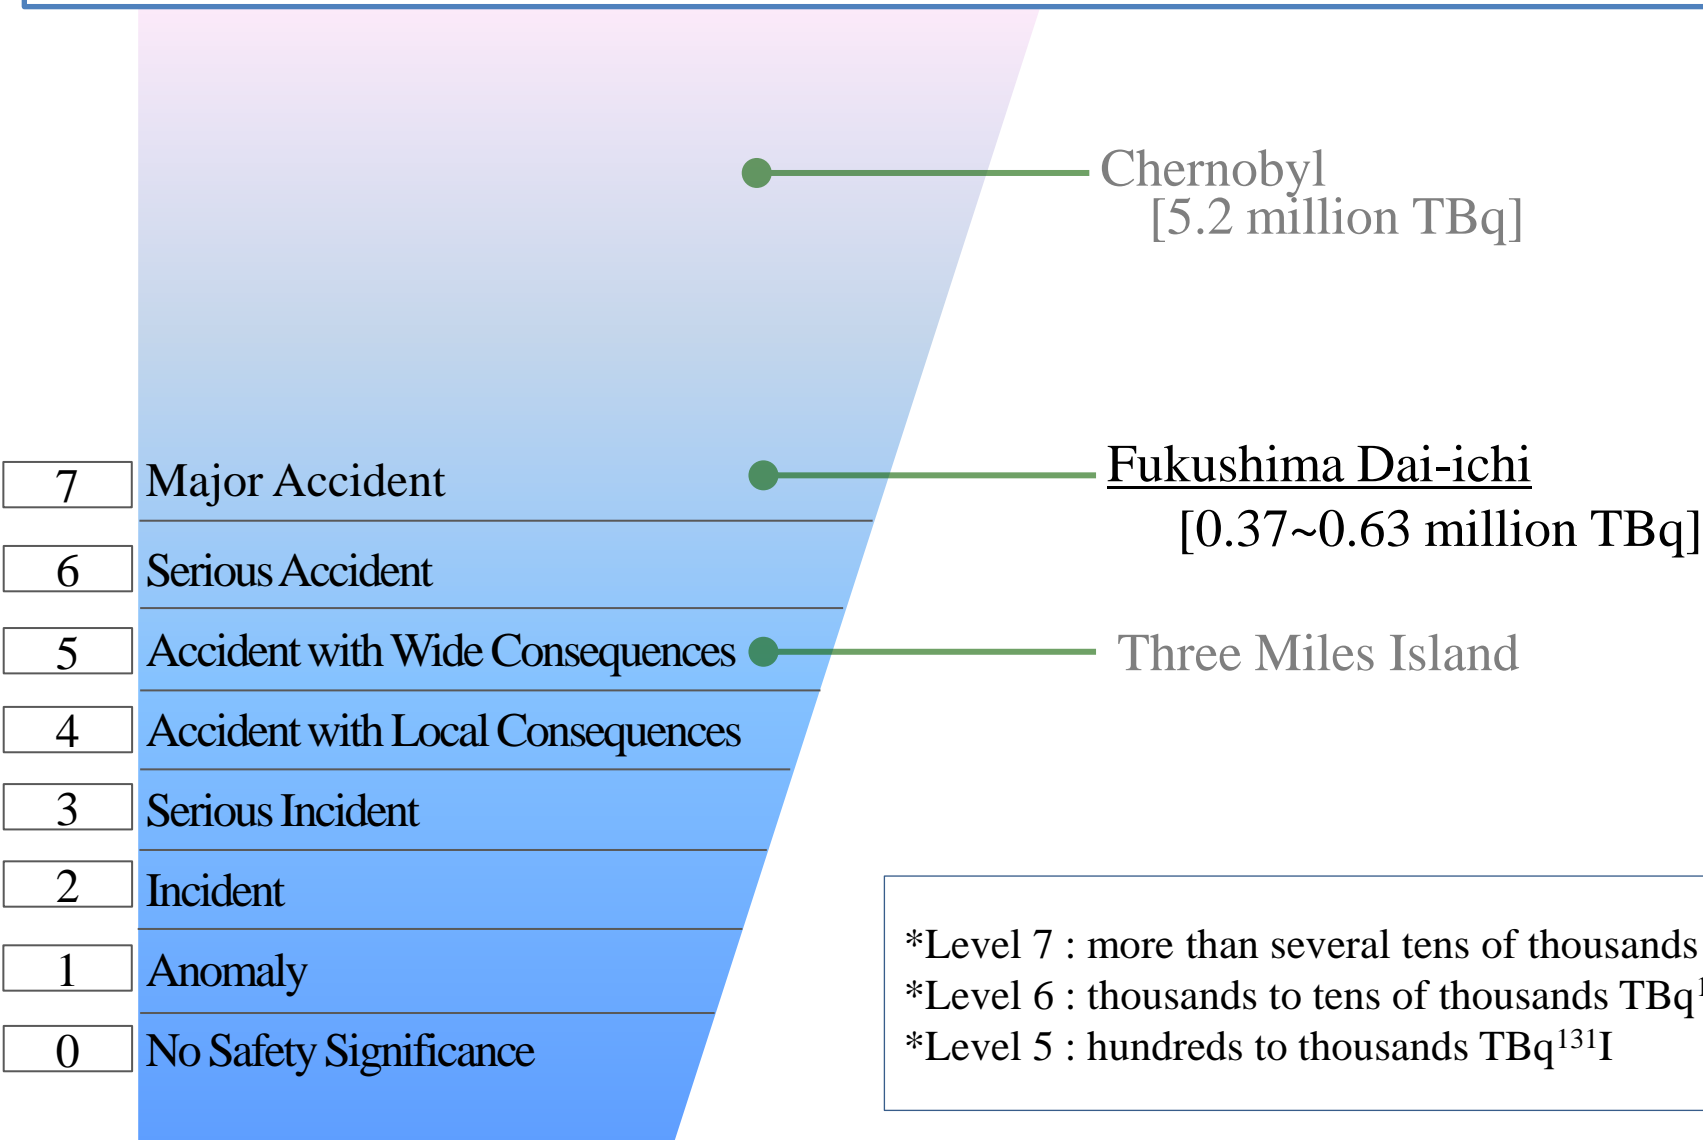 Chernobyl
[5.2 million TBq]
7 Major Accident
Fukushima Dai-ichi
[0.37~0.63 million TBq]
6 Serious Accident
5 Accident with Wide Consequences
Three Miles Island
4 Accident with Local Consequences
3 Serious Incident
2 Incident
1 Anomaly
0 No Safety Significance
*Level 7 : more than several tens of thousands
*Level 6 : thousands to tens of thousands TBq
*Level 5 : hundreds to thousands TBq¹³¹I